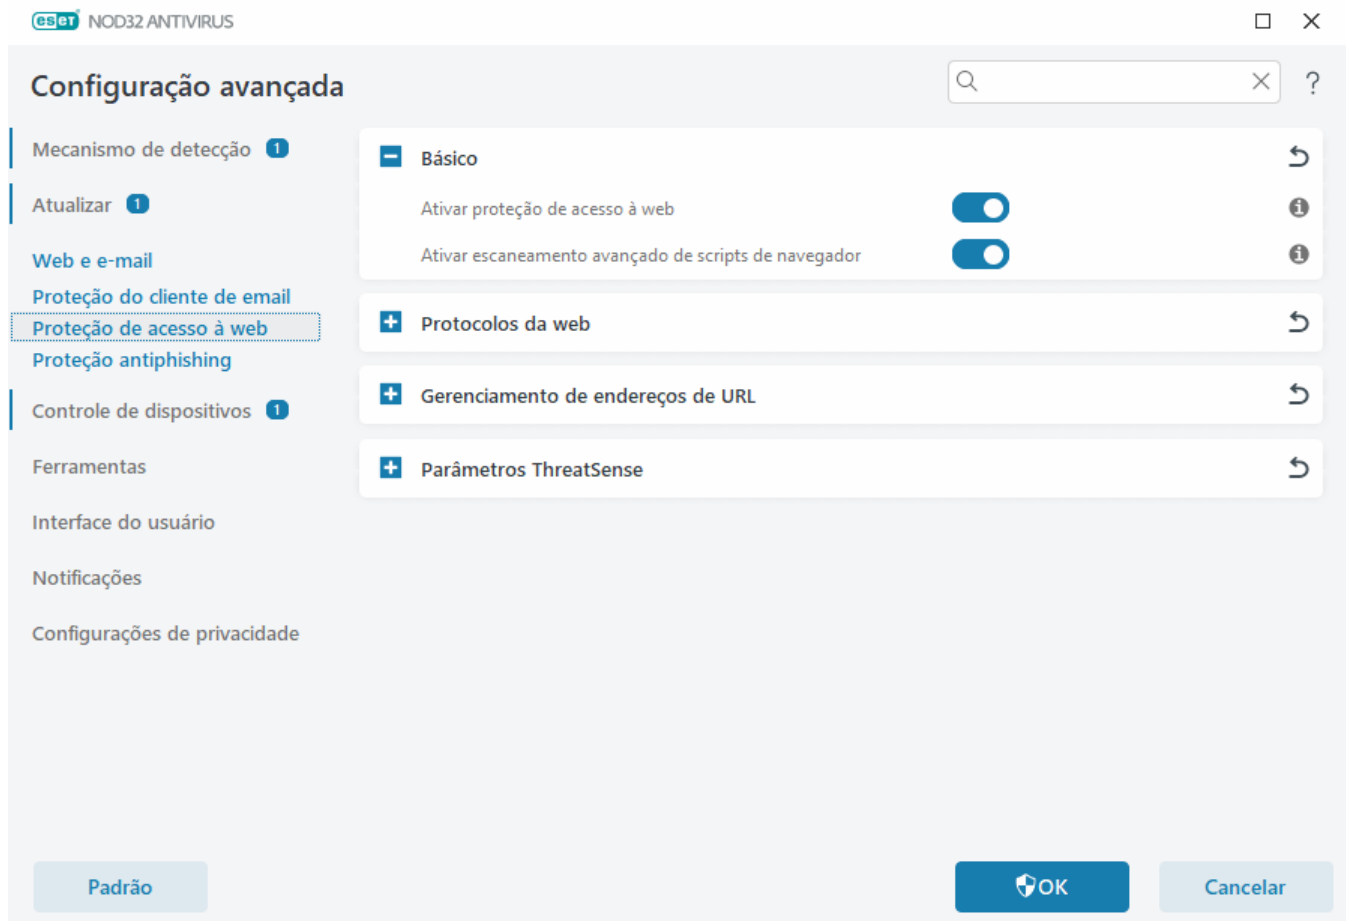 eset NOD32 ANTIVIRUS
Configuração avançada
?
Mecanismo de detecção 1
Atualizar 1
Web e e-mail
Proteção do cliente de email
Proteção de acesso à web
Proteção antiphishing
Controle de dispositivos 1
Ferramentas
Interface do usuário
Notificações
Configurações de privacidade
Básico
Ativar proteção de acesso à web
Ativar escaneamento avançado de scripts de navegador
Protocolos da web
Gerenciamento de endereços de URL
Parâmetros ThreatSense
Padrão
OK
Cancelar